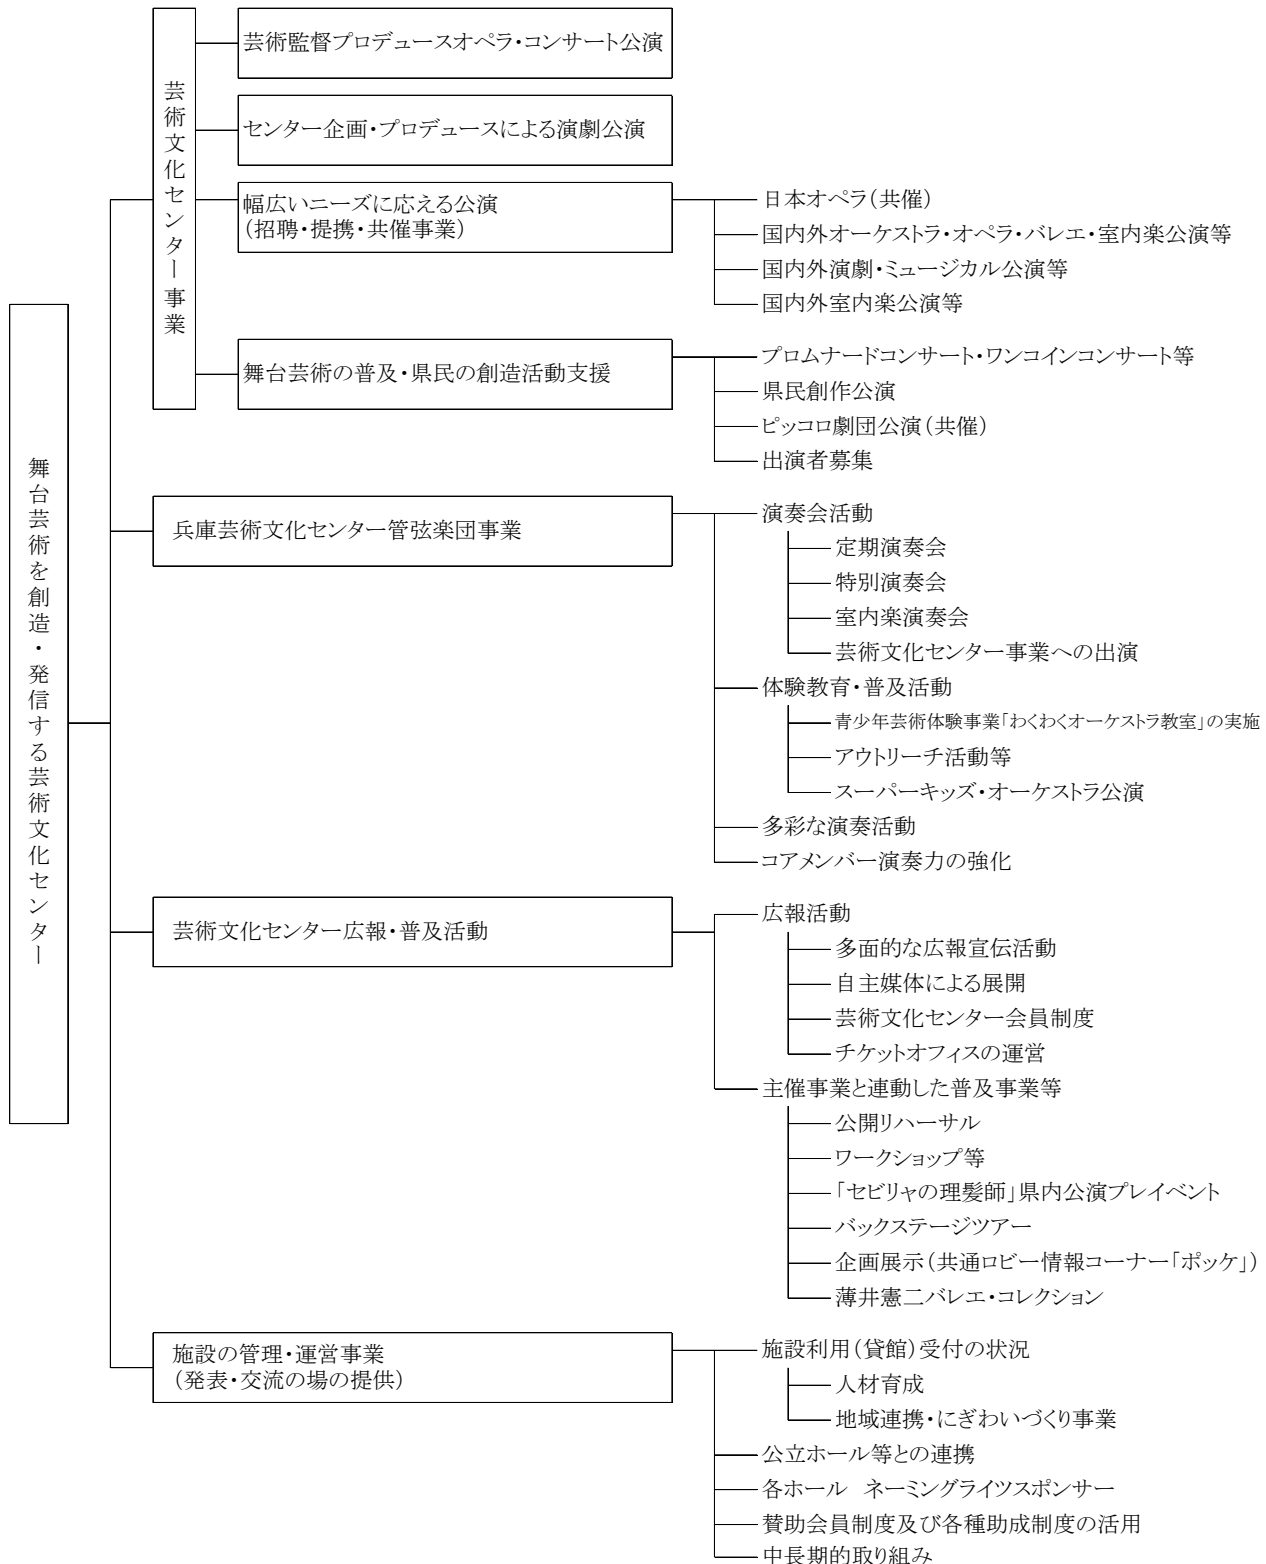 舞台芸術を創造・発信する芸術文化センター
芸術文化センター事業
芸術監督プロデュースオペラ・コンサート公演
センター企画・プロデュースによる演劇公演
幅広いニーズに応える公演
(招聘・提携・共催事業)
日本オペラ(共催)
国内外オーケストラ・オペラ・バレエ・室内楽公演等
国内外演劇・ミュージカル公演等
国内外室内楽公演等
舞台芸術の普及・県民の創造活動支援
プロムナードコンサート・ワンコインコンサート等
県民創作公演
ピッコロ劇団公演(共催)
出演者募集
兵庫芸術文化センター管弦楽団事業
演奏会活動
定期演奏会
特別演奏会
室内楽演奏会
芸術文化センター事業への出演
体験教育・普及活動
青少年芸術体験事業「わくわくオーケストラ教室」の実施
アウトリーチ活動等
スーパーキッズ・オーケストラ公演
多彩な演奏活動
コアメンバー演奏力の強化
芸術文化センター広報・普及活動
広報活動
多面的な広報宣伝活動
自主媒体による展開
芸術文化センター会員制度
チケットオフィスの運営
主催事業と連動した普及事業等
公開リハーサル
ワークショップ等
「セビリャの理髪師」県内公演プレイベント
バックステージツアー
企画展示(共通ロビー情報コーナー「ポッケ」)
薄井憲二バレエ・コレクション
施設の管理・運営事業
(発表・交流の場の提供)
施設利用(貸館)受付の状況
人材育成
地域連携・にぎわいづくり事業
公立ホール等との連携
各ホール ネーミングライツスポンサー
賛助会員制度及び各種助成制度の活用
中長期的取り組み